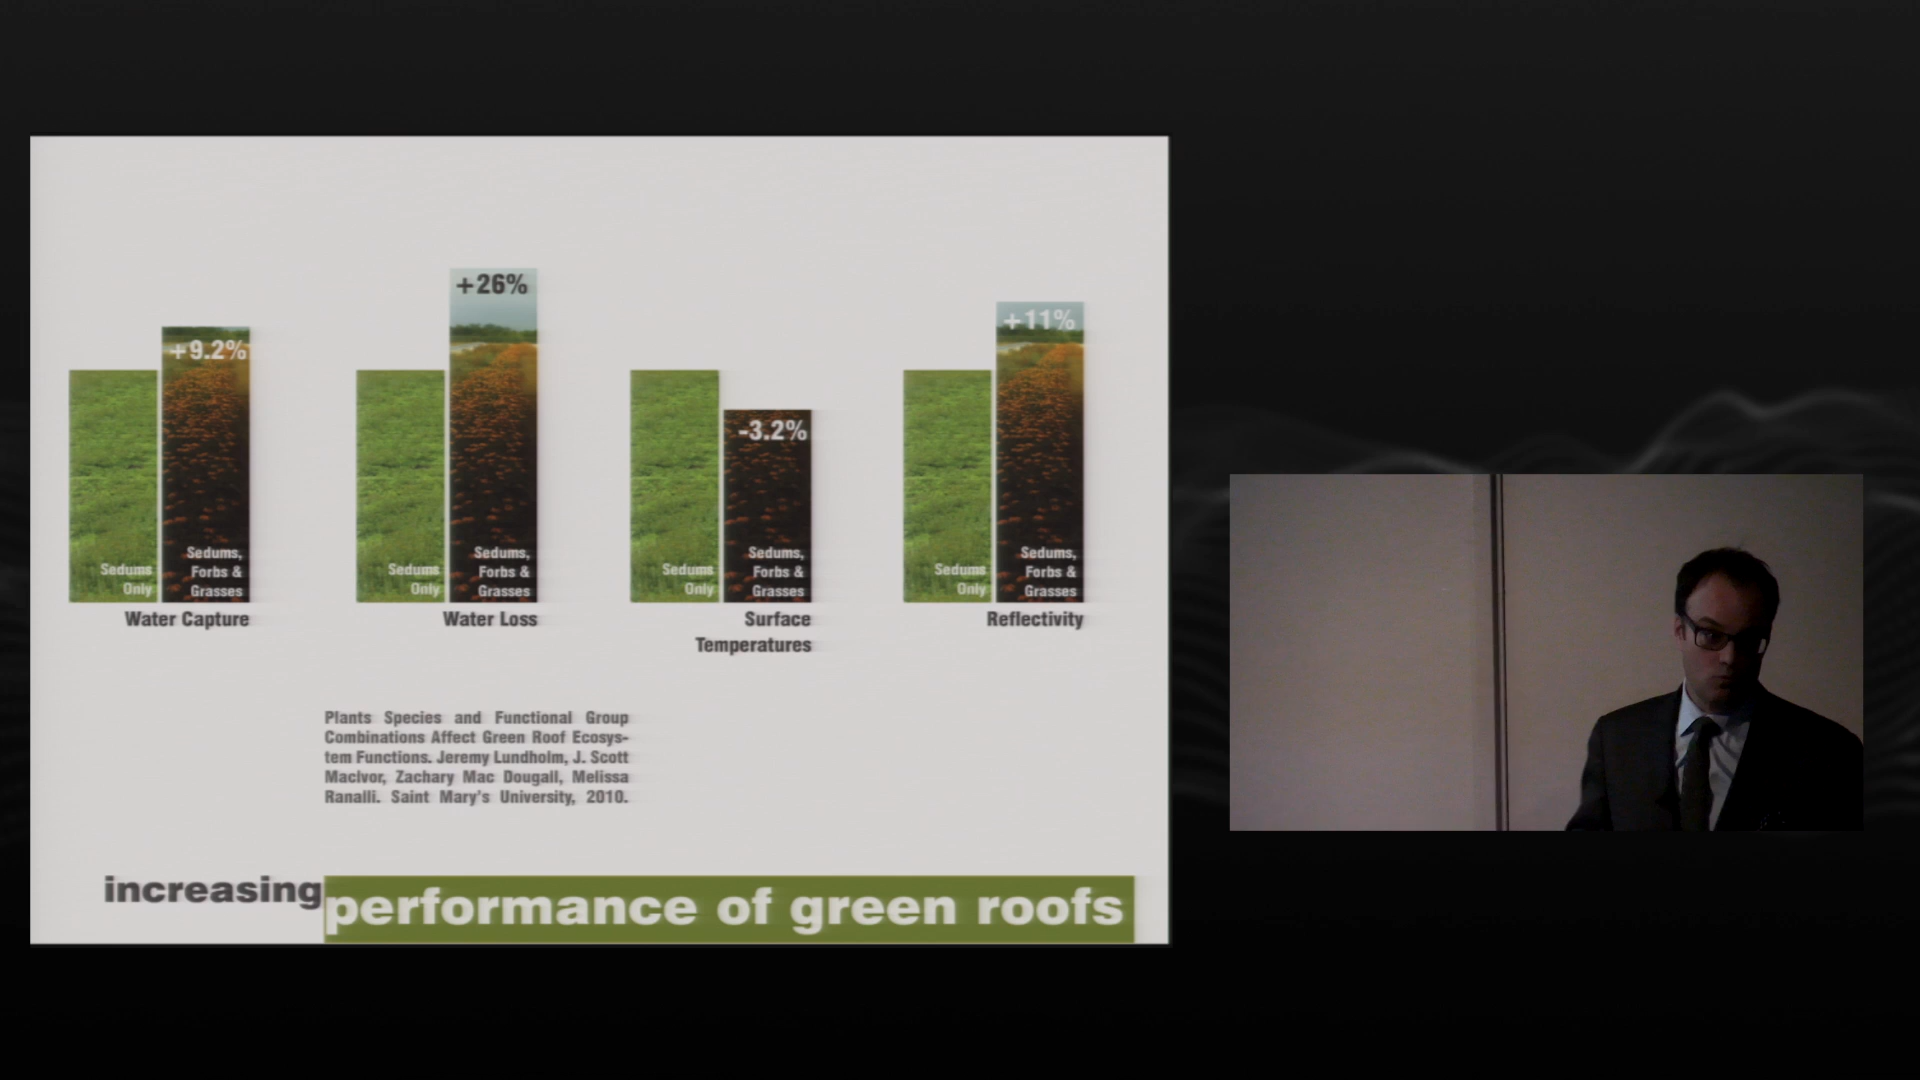 +9.2%
Sedums
Only
Sedums,
Forbs &
Grasses
Water Capture
+26%
Sedums
Only
Sedums,
Forbs &
Grasses
Water Loss
-3.2%
Sedums
Only
Sedums,
Forbs &
Grasses
Surface
Temperatures
+11%
Sedums
Only
Sedums,
Forbs &
Grasses
Reflectivity
Plants Species and Functional Group
Combinations Affect Green Roof Ecosys-
tem Functions. Jeremy Lundholm, J. Scott
MacIvor, Zachary Mac Dougall, Melissa
Ranalli. Saint Mary's University, 2010.
increasing performance of green roofs